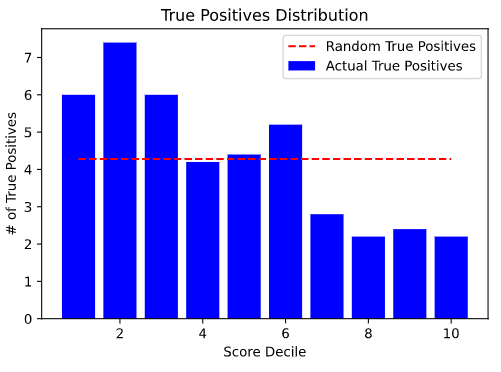 True Positives Distribution
Random True Positives
Actual True Positives
# of True Positives
7
6
5
4
3
2
1
0
2
4
6
8
10
Score Decile